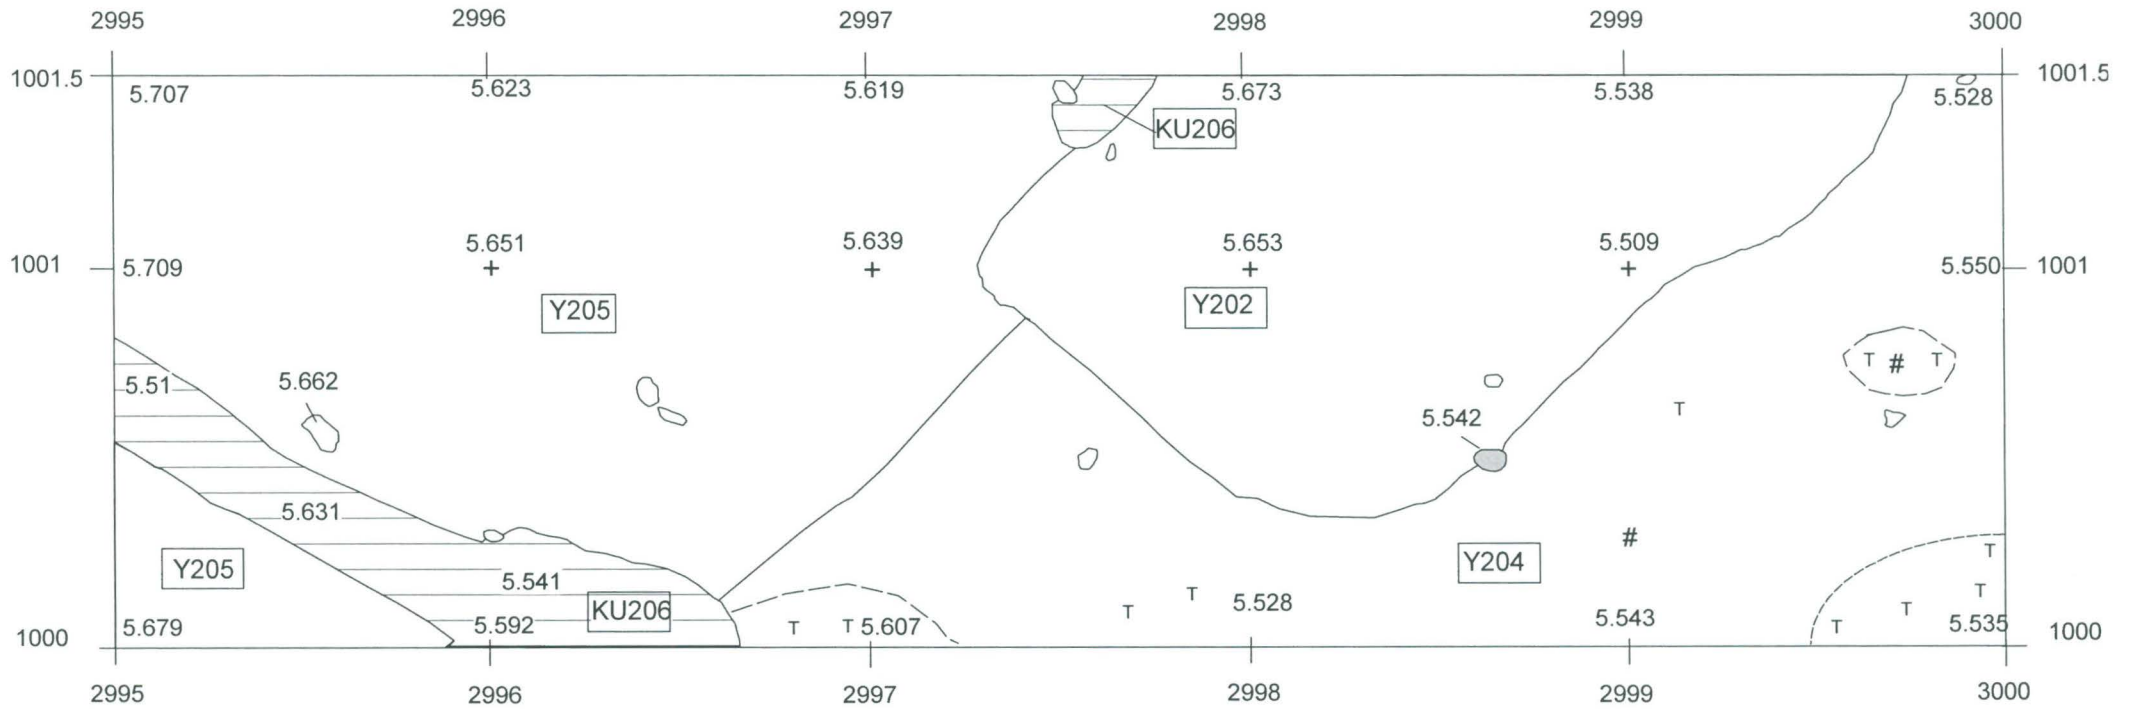 2995 2996 2997 2998 2999 3000
1001.5 1001.5
5.707 5.623 5.619 5.673 5.538 5.528
KU206
5.651 5.639 5.653 5.509
1001 5.709 + + + + 5.550 1001
Y205 Y202
T # T
5.51 5.662
T
5.542
5.631
#
T
Y205 Y204
5.541 T
T 5.528 T
KU206 T T
5.679 5.592 T T 5.607 5.543 T 5.535
1000 1000
2995 2996 2997 2998 2999 3000